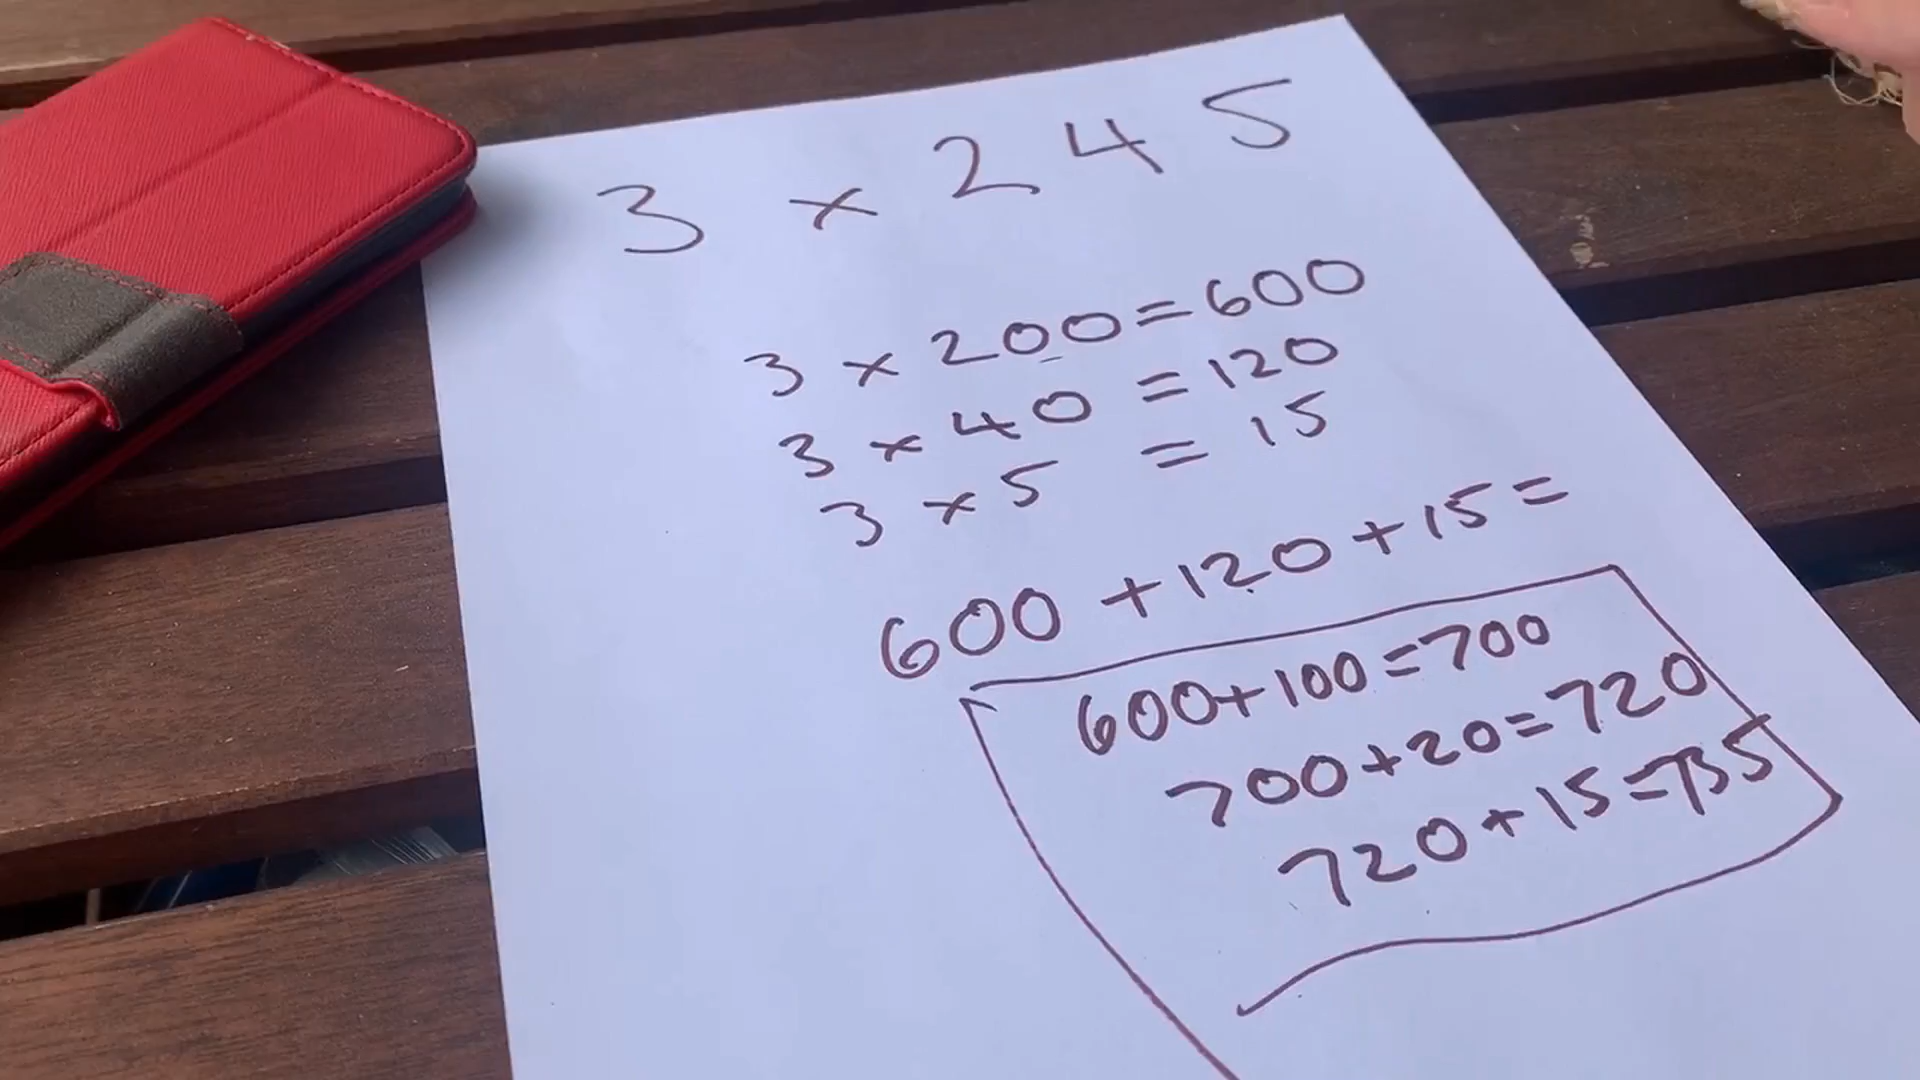 3 × 245
3 × 200 = 600
3 × 40 = 120
3 × 5 = 15
600 + 120 + 15 =
600+100=700
700+20=720
720+15=735